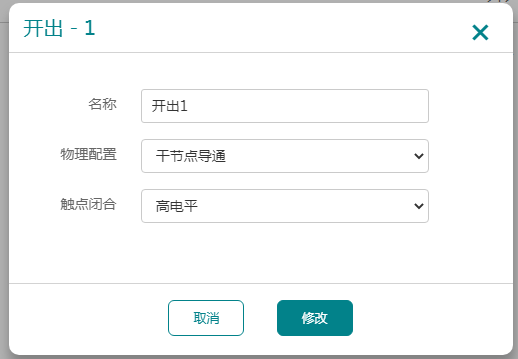 开出 - 1
名称
开出1
物理配置
干节点导通
触点闭合
高电平
取消
修改